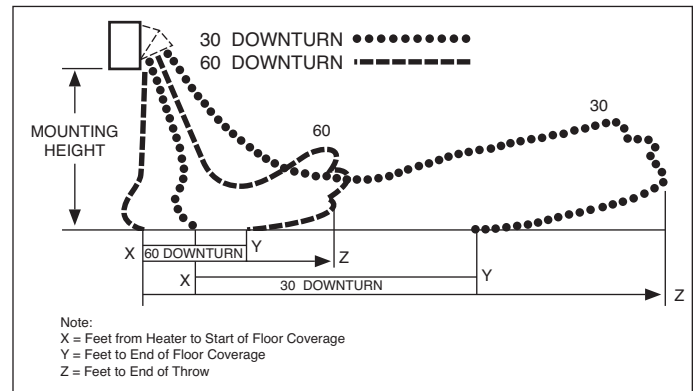 30 DOWNTURN
60 DOWNTURN
MOUNTING
HEIGHT
60
30
X
60 DOWNTURN
Y
Z
X
30 DOWNTURN
Y
Z
Note:
X = Feet from Heater to Start of Floor Coverage
Y = Feet to End of Floor Coverage
Z = Feet to End of Throw